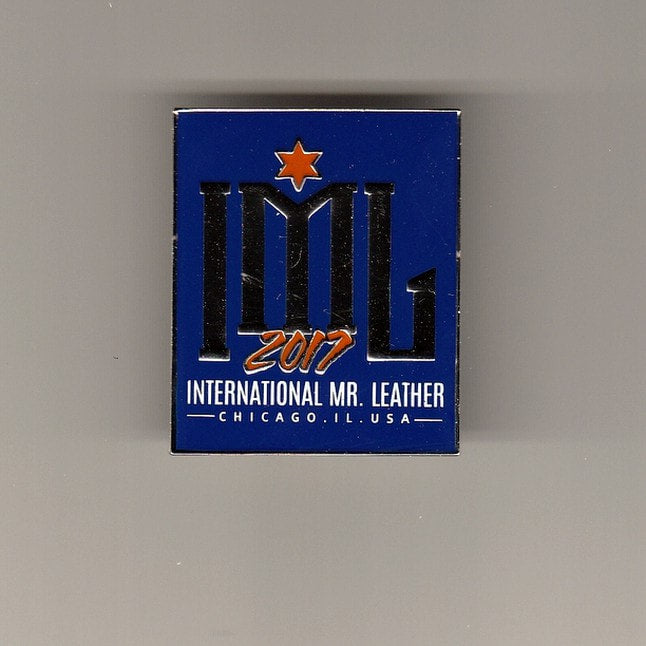 IML
2017
INTERNATIONAL MR. LEATHER
CHICAGO.IL.USA